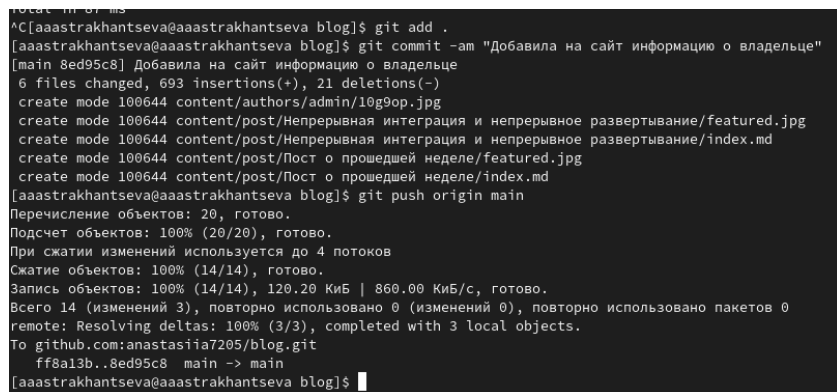 Total in 87 ms
^C[aaastrakhantseva@aaastrakhantseva blog]$ git add .
[aaastrakhantseva@aaastrakhantseva blog]$ git commit -am "Добавила на сайт информацию о владельце"
[main 8ed95c8] Добавила на сайт информацию о владельце
 6 files changed, 693 insertions(+), 21 deletions(-)
 create mode 100644 content/authors/admin/10g9op.jpg
 create mode 100644 content/post/Непрерывная интеграция и непрерывное развертывание/featured.jpg
 create mode 100644 content/post/Непрерывная интеграция и непрерывное развертывание/index.md
 create mode 100644 content/post/Пост о прошедшей неделе/featured.jpg
 create mode 100644 content/post/Пост о прошедшей неделе/index.md
[aaastrakhantseva@aaastrakhantseva blog]$ git push origin main
Перечисление объектов: 20, готово.
Подсчет объектов: 100% (20/20), готово.
При сжатии изменений используется до 4 потоков
Сжатие объектов: 100% (14/14), готово.
Запись объектов: 100% (14/14), 120.20 КиБ | 860.00 КиБ/с, готово.
Всего 14 (изменений 3), повторно использовано 0 (изменений 0), повторно использовано пакетов 0
remote: Resolving deltas: 100% (3/3), completed with 3 local objects.
To github.com:anastasiia7205/blog.git
   ff8a13b..8ed95c8  main -> main
[aaastrakhantseva@aaastrakhantseva blog]$